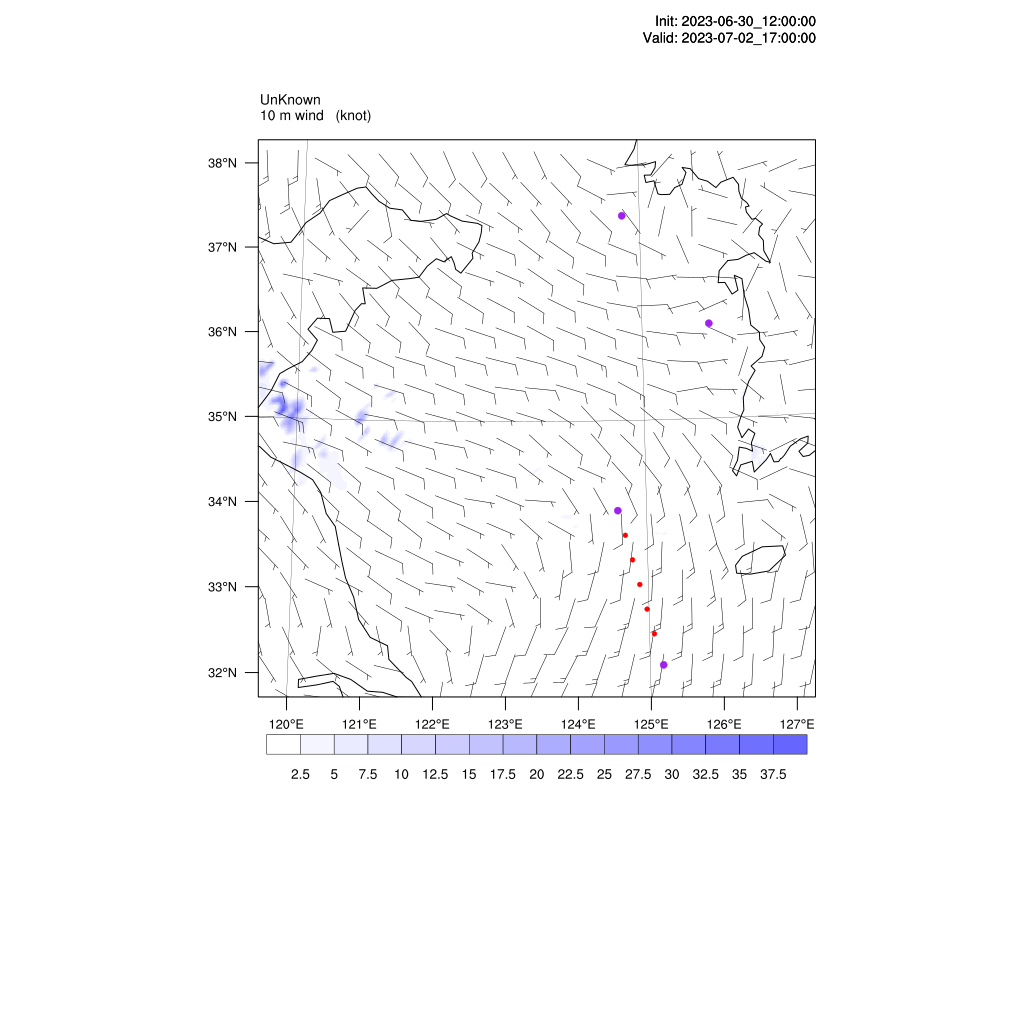 Init: 2023-06-30_12:00:00
Valid: 2023-07-02_17:00:00
UnKnown
10 m wind (knot)
38°N
37°N
36°N
35°N
34°N
33°N
32°N
120°E 121°E 122°E 123°E 124°E 125°E 126°E 127°E
2.5 5 7.5 10 12.5 15 17.5 20 22.5 25 27.5 30 32.5 35 37.5